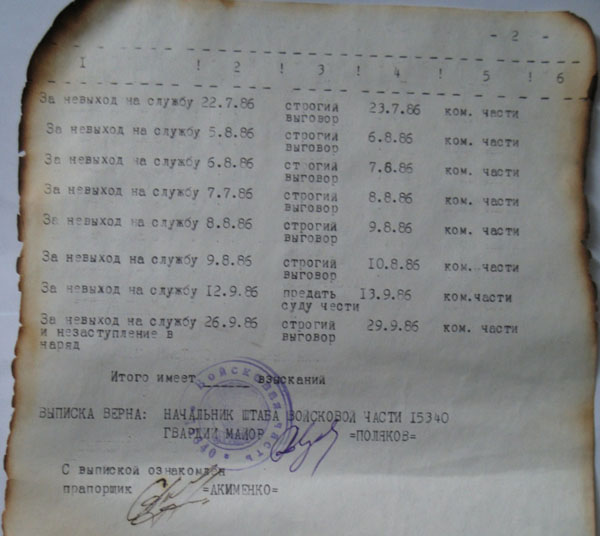 - 2 -
I ! 2 ! 3 ! 4 ! 5 ! 6
За невыход на службу 22.7.86 строгий выговор 23.7.86 ком. части
За невыход на службу 5.8.86 строгий выговор 6.8.86 ком. части
За невыход на службу 6.8.86 строгий выговор 7.8.86 ком. части
За невыход на службу 7.7.86 строгий выговор 8.8.86 ком. части
За невыход на службу 8.8.86 строгий выговор 9.8.86 ком. части
За невыход на службу 9.8.86 строгий выговор 10.8.86 ком. части
За невыход на службу 12.9.86 предать суду чести 13.9.86 ком.части
За невыход на службу 26.9.86 строгий выговор 29.9.86 ком. части
и незаступление в
наряд
Итого имеет______взысканий
ВЫПИСКА ВЕРНА: НАЧАЛЬНИК ШТАБА ВОЙСКОВОЙ ЧАСТИ 15340
ГВАРДИИ МАЙОР =ПОЛЯКОВ=
С выпиской ознакомлен
прапорщик =АКИМЕНКО=
ВОЙСКОВАЯ ЧАСТЬ